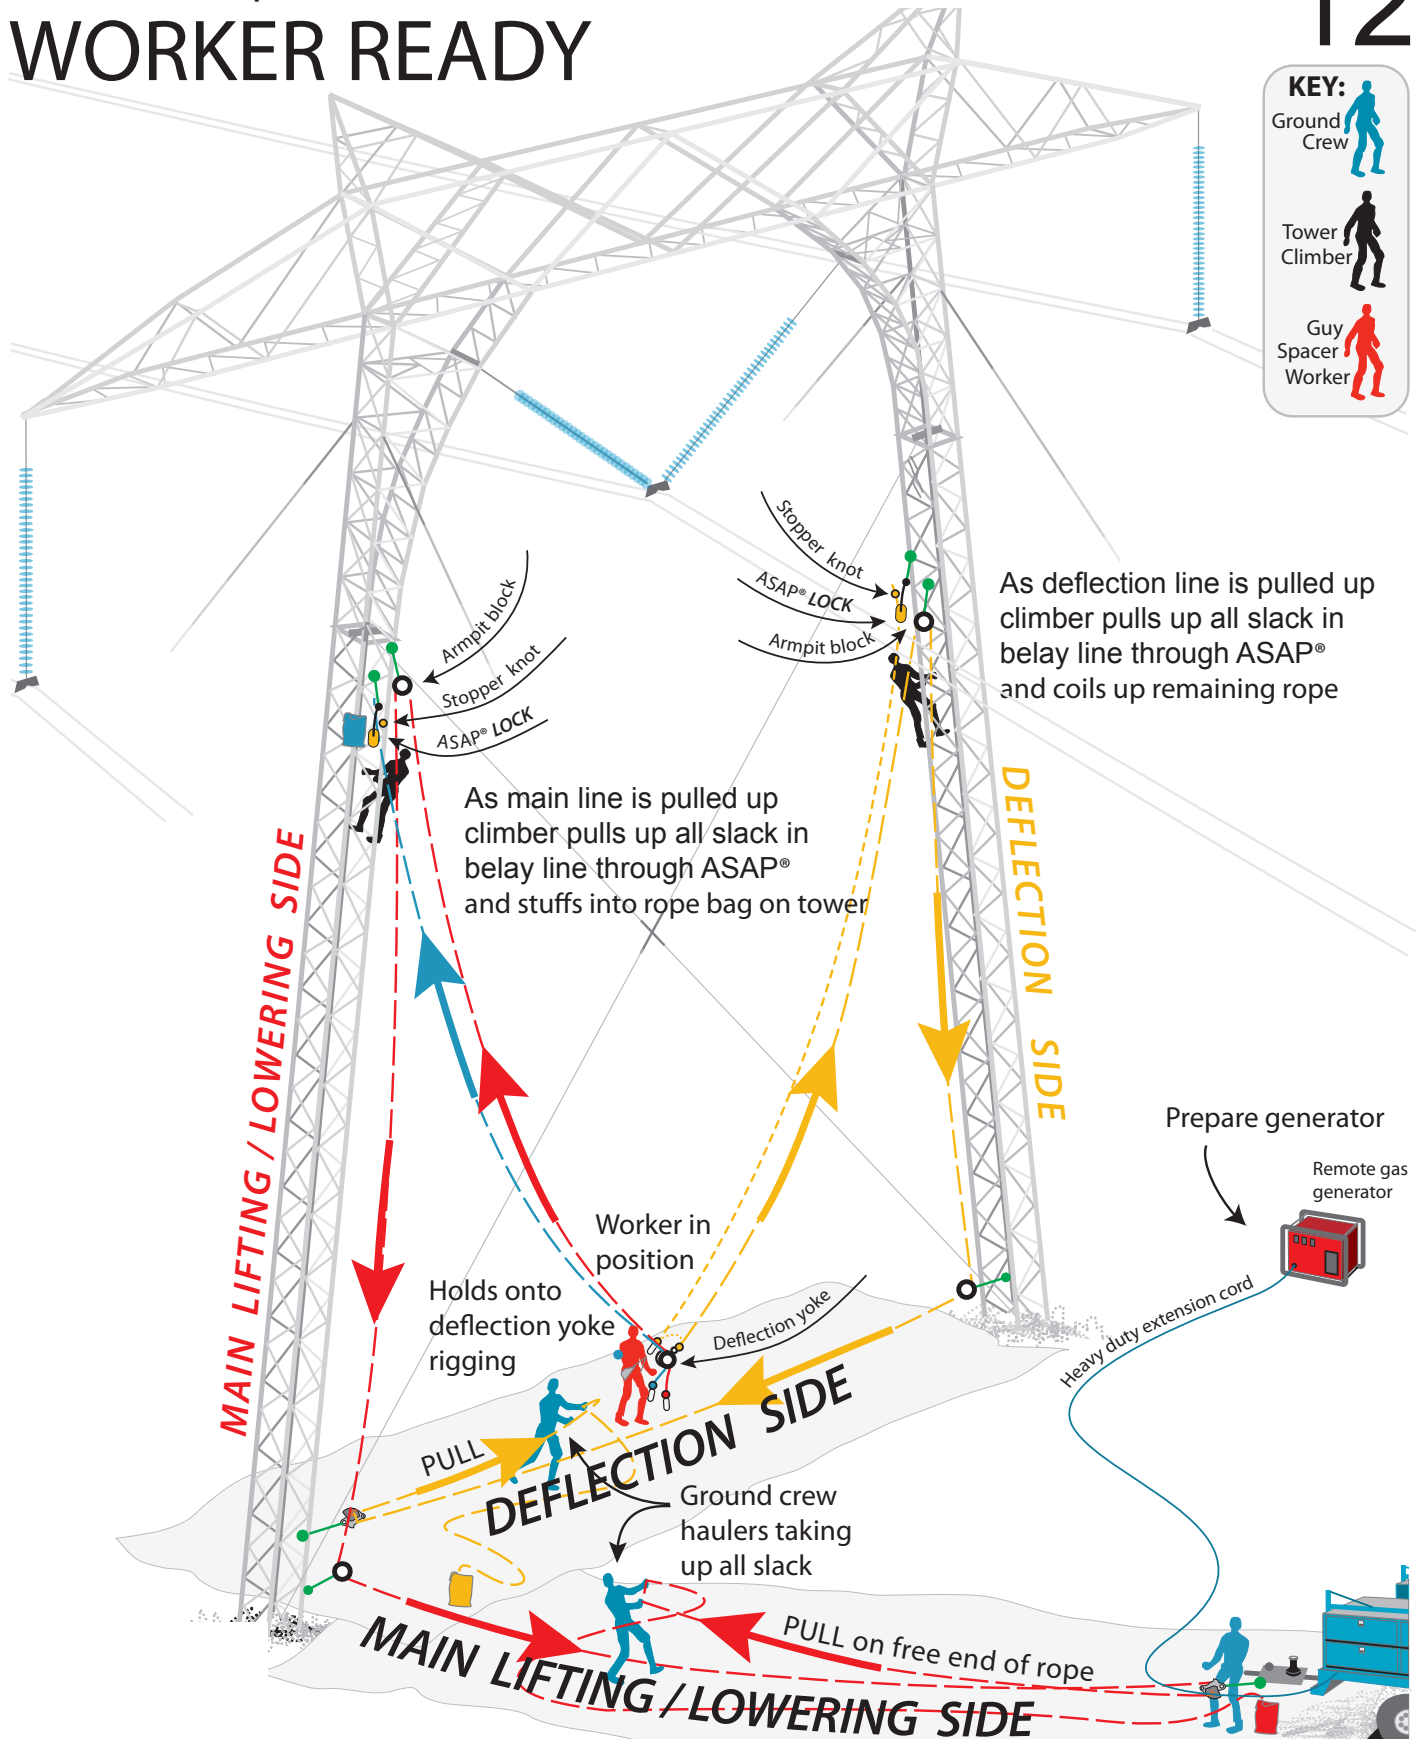 WORKER READY
12
KEY:
Ground
Crew
Tower
Climber
Guy
Spacer
Worker
Stopper knot
ASAP® LOCK
Armpit block
As deflection line is pulled up
climber pulls up all slack in
belay line through ASAP®
and coils up remaining rope
Armpit block
Stopper knot
ASAP® LOCK
As main line is pulled up
climber pulls up all slack in
belay line through ASAP®
and stuffs into rope bag on tower
MAIN LIFTING / LOWERING SIDE
DEFLECTION SIDE
Prepare generator
Remote gas
generator
Heavy duty extension cord
Worker in
position
Holds onto
deflection yoke
rigging
Deflection yoke
PULL
DEFLECTION SIDE
Ground crew
haulers taking
up all slack
PULL on free end of rope
MAIN LIFTING / LOWERING SIDE